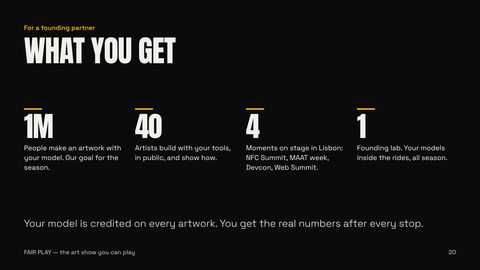 For a founding partner
WHAT YOU GET
1M
People make an artwork with
your model. Our goal for the
season.
40
Artists build with your tools,
in public, and show how.
4
Moments on stage in Lisbon:
NFC Summit, MAAT week,
Devcon, Web Summit.
1
Founding lab. Your models
inside the rides, all season.
Your model is credited on every artwork. You get the real numbers after every stop.
FAIR PLAY — the art show you can play
20